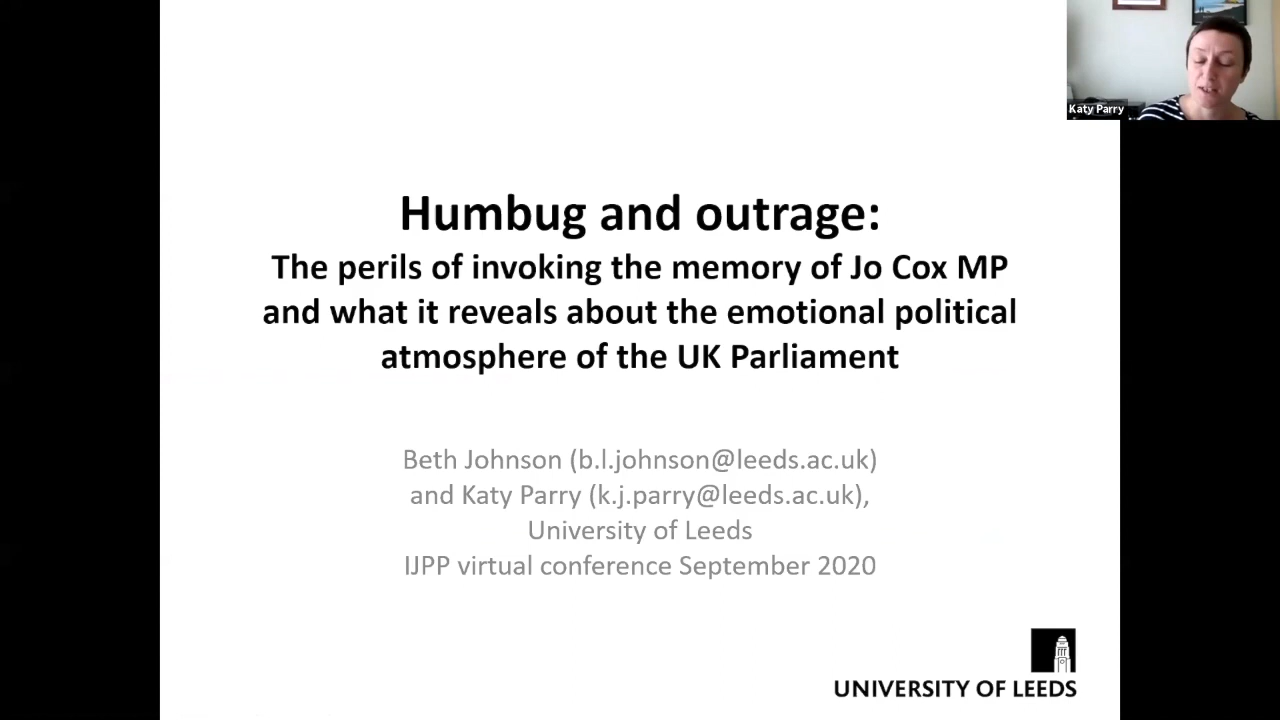 Katy Parry
Humbug and outrage:
The perils of invoking the memory of Jo Cox MP
and what it reveals about the emotional political
atmosphere of the UK Parliament
Beth Johnson (b.l.johnson@leeds.ac.uk)
and Katy Parry (k.j.parry@leeds.ac.uk),
University of Leeds
IJPP virtual conference September 2020
UNIVERSITY OF LEEDS